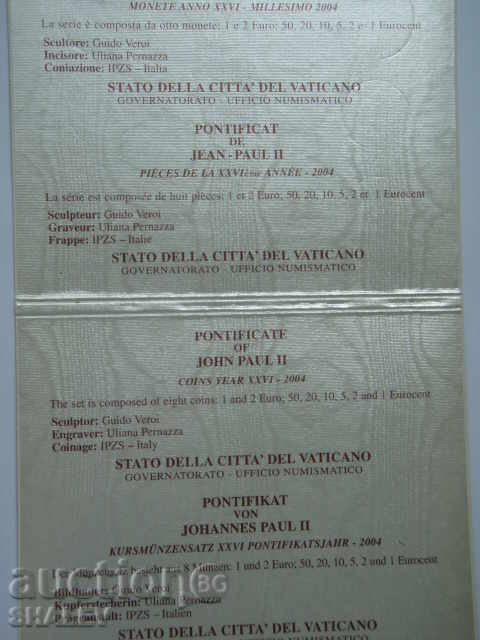 MONETE ANNO XXVI - MILLESIMO 2004
La serie è composta da otto monete: 1 e 2 Euro; 50, 20, 10, 5, 2 e 1 Eurocent
Scultore: Guido Veroi
Incisore: Uliana Pernazza
Coniazione: IPZS – Italia
STATO DELLA CITTA' DEL VATICANO
GOVERNATORATO - UFFICIO NUMISMATICO
PONTIFICAT
DE
JEAN - PAUL II
PIÈCES DE LA XXVIème ANNÉE - 2004
La série est composée de huit pièces: 1 et 2 Euro; 50, 20, 10, 5, 2 et 1 Eurocent
Sculpteur: Guido Veroi
Graveur: Uliana Pernazza
Frappe: IPZS – Italie
STATO DELLA CITTA' DEL VATICANO
GOVERNATORATO - UFFICIO NUMISMATICO
PONTIFICATE
OF
JOHN PAUL II
COINS YEAR XXVI - 2004
The set is composed of eight coins: 1 and 2 Euro; 50, 20, 10, 5, 2 and 1 Eurocent
Sculptor: Guido Veroi
Engraver: Uliana Pernazza
Coinage: IPZS – Italy
STATO DELLA CITTA' DEL VATICANO
GOVERNATORATO - UFFICIO NUMISMATICO
PONTIFIKAT
VON
JOHANNES PAUL II
KURSMÜNZENSATZ XXVI PONTIFIKATSJAHR - 2004
besteht aus 8 Münzen: 1 und 2 Euro; 50, 20, 10, 5, 2 und 1 Eurocent
Bildhauer: Guido Veroi
Kupferstecherin: Uliana Pernazza
Prägeanstalt: IPZS - Italien
STATO DELLA CITTA' DEL VATICANO
auction BG